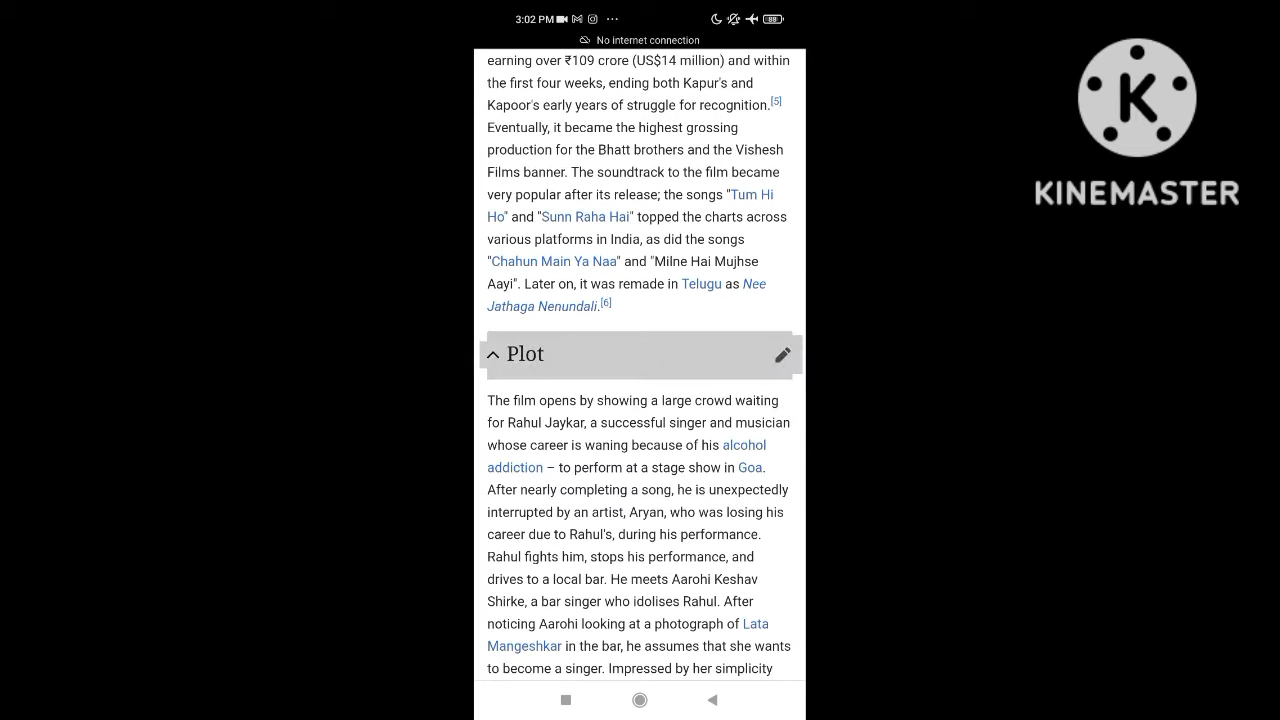 3:02 PM
88
No internet connection
KINEMASTER
earning over ₹109 crore (US$14 million) and within
the first four weeks, ending both Kapur's and
Kapoor's early years of struggle for recognition.[5]
Eventually, it became the highest grossing
production for the Bhatt brothers and the Vishesh
Films banner. The soundtrack to the film became
very popular after its release; the songs "Tum Hi
Ho" and "Sunn Raha Hai" topped the charts across
various platforms in India, as did the songs
"Chahun Main Ya Naa" and "Milne Hai Mujhse
Aayi". Later on, it was remade in Telugu as Nee
Jathaga Nenundali.[6]
Plot
The film opens by showing a large crowd waiting
for Rahul Jaykar, a successful singer and musician
whose career is waning because of his alcohol
addiction – to perform at a stage show in Goa.
After nearly completing a song, he is unexpectedly
interrupted by an artist, Aryan, who was losing his
career due to Rahul's, during his performance.
Rahul fights him, stops his performance, and
drives to a local bar. He meets Aarohi Keshav
Shirke, a bar singer who idolises Rahul. After
noticing Aarohi looking at a photograph of Lata
Mangeshkar in the bar, he assumes that she wants
to become a singer. Impressed by her simplicity